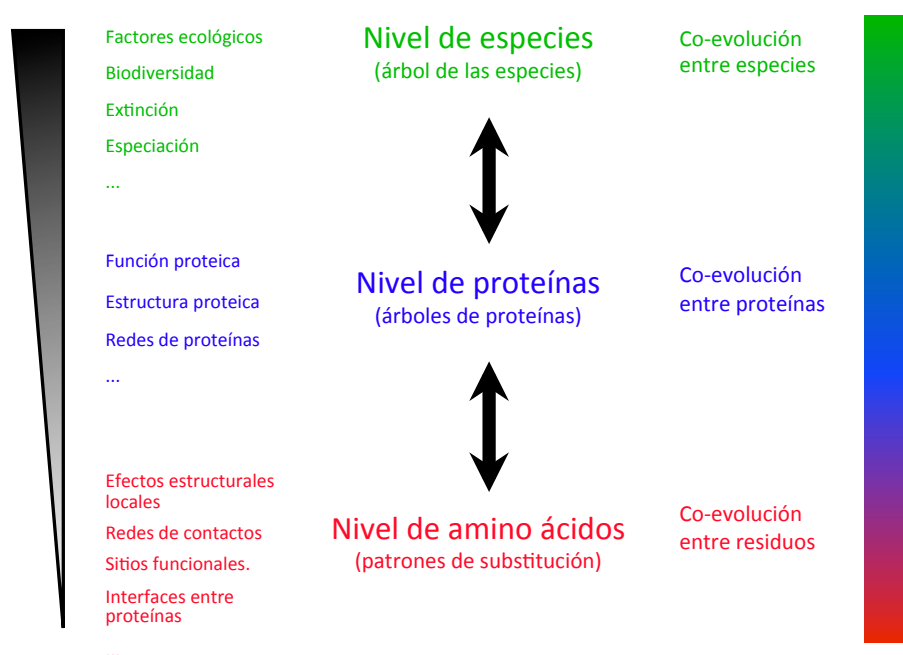 Factores ecológicos
Biodiversidad
Extinción
Especiación
...
Nivel de especies
(árbol de las especies)
Co-evolución
entre especies
Función proteica
Estructura proteica
Redes de proteínas
...
Nivel de proteínas
(árboles de proteínas)
Co-evolución
entre proteínas
Efectos estructurales
locales
Redes de contactos
Sitios funcionales.
Interfaces entre
proteínas
...
Nivel de amino ácidos
(patrones de substitución)
Co-evolución
entre residuos